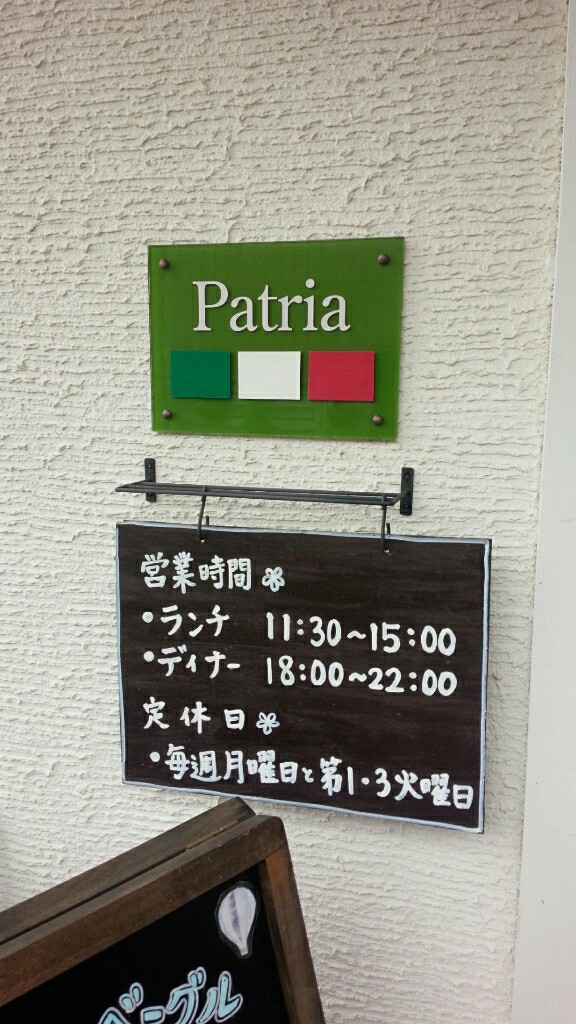 Patria
営業時間
・ランチ 11:30～15:00
・ディナー 18:00～22:00
定休日
・毎週月曜日と第1・3火曜日
ベーグル